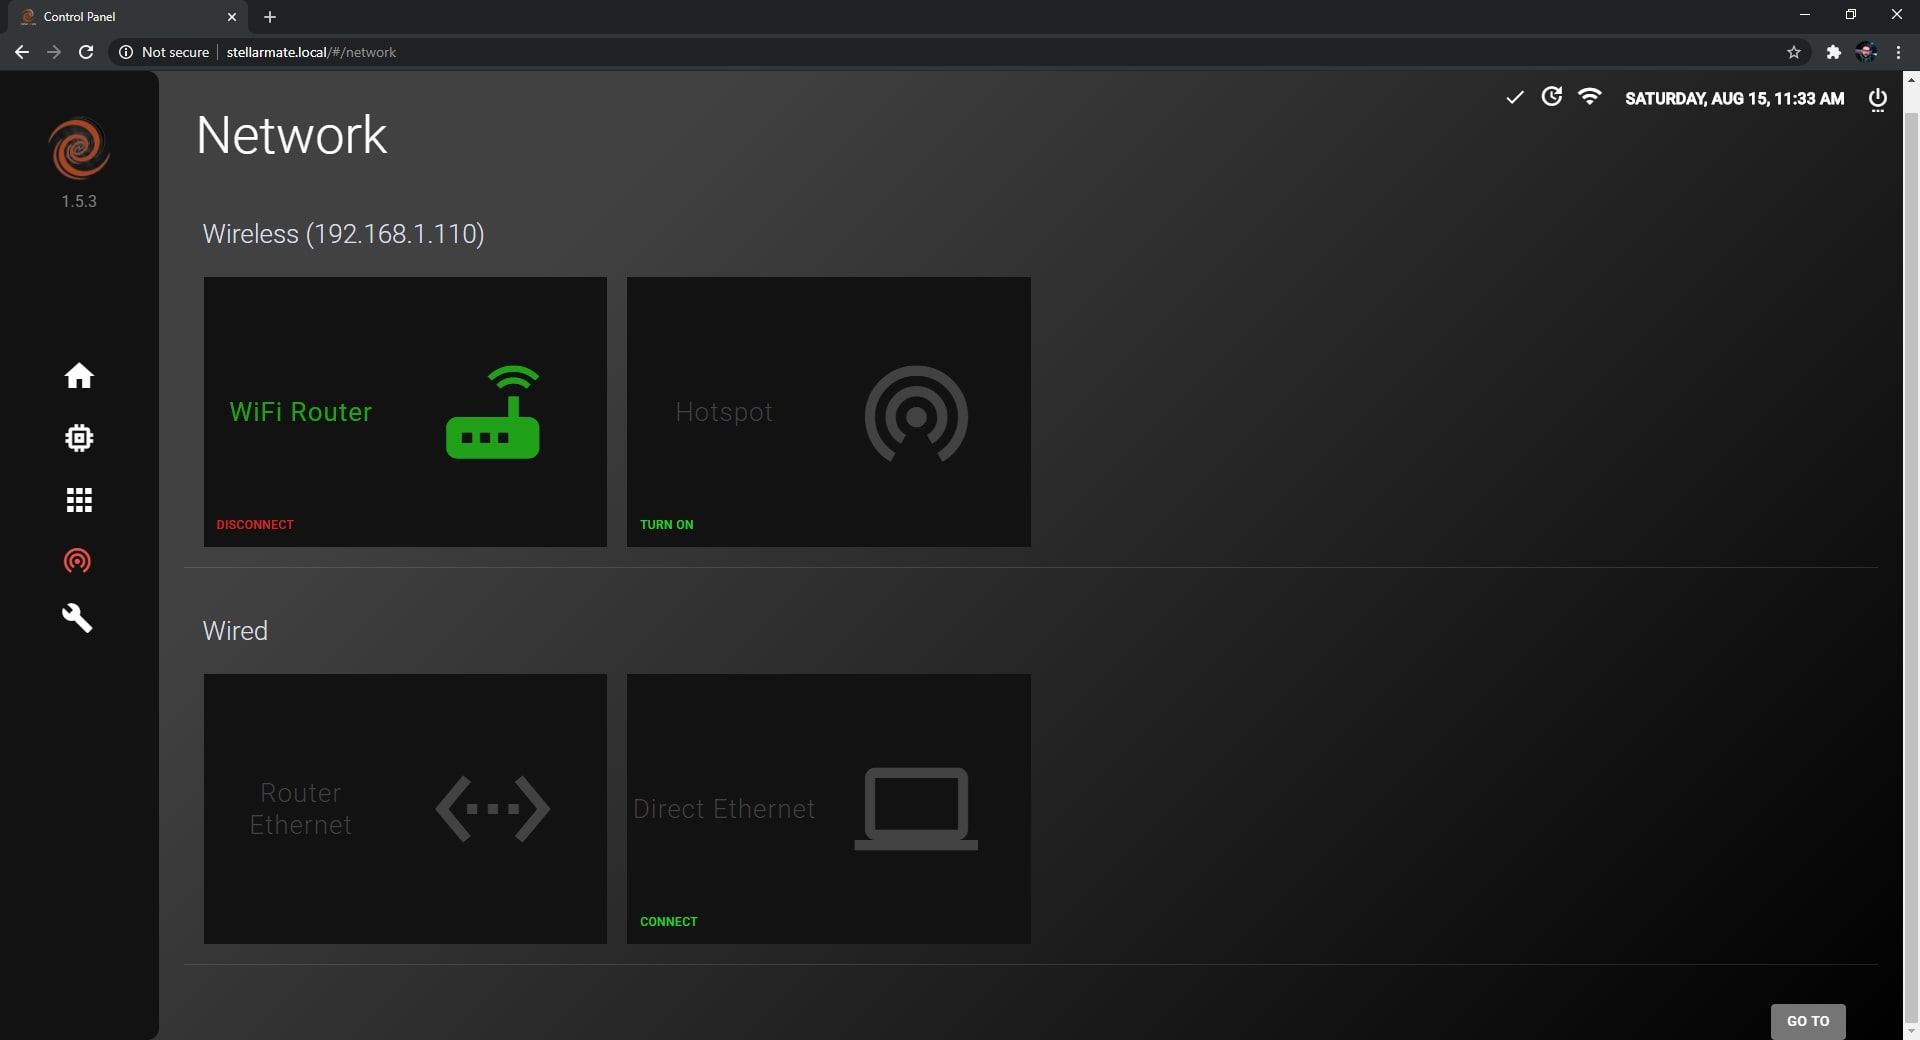 Control Panel
Not secure
stellarmate.local/#/network
SATURDAY, AUG 15, 11:33 AM
Network
1.5.3
Wireless (192.168.1.110)
WiFi Router
Hotspot
DISCONNECT
TURN ON
Wired
Router
Ethernet
Direct Ethernet
CONNECT
GO TO